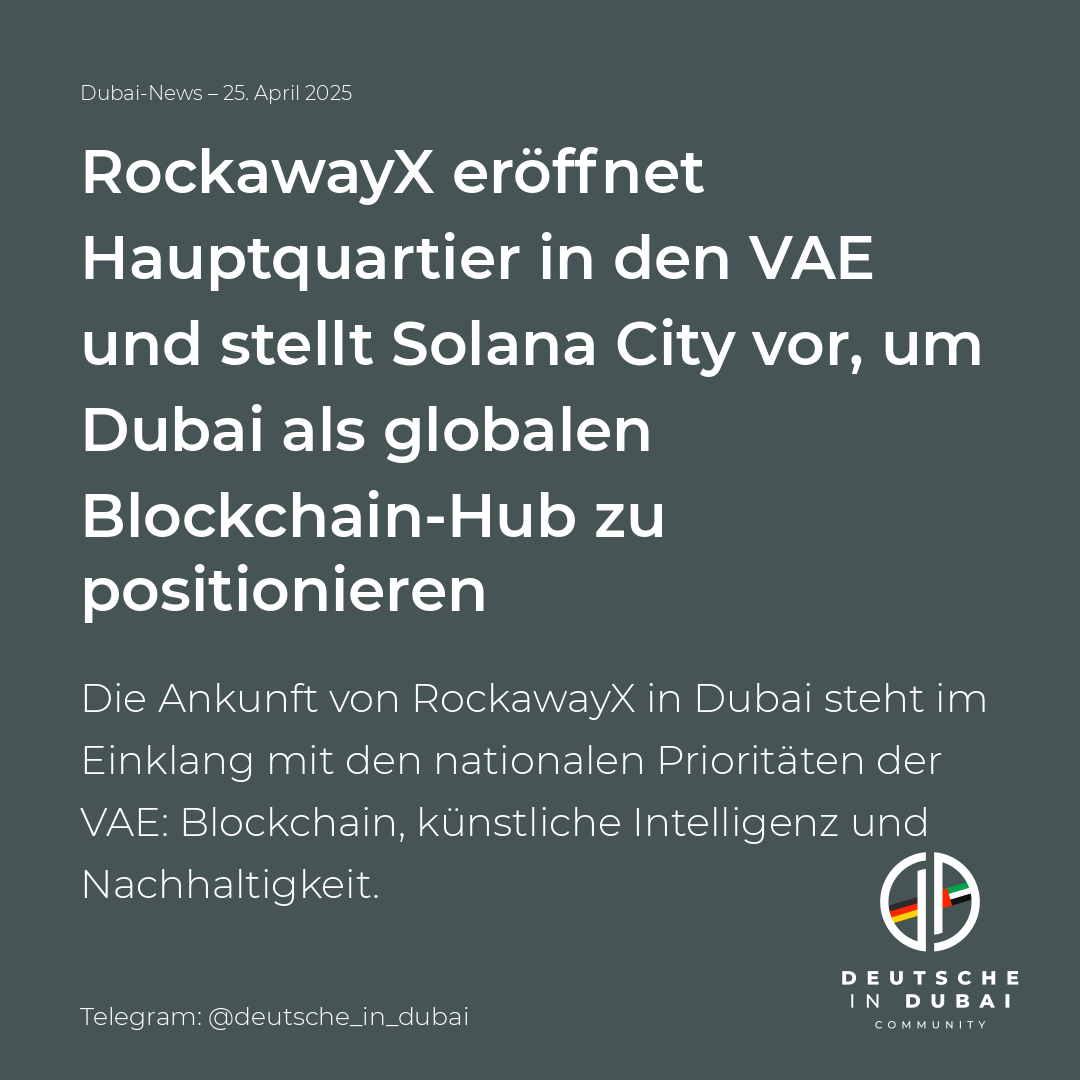 Dubai-News – 25. April 2025
RockawayX eröffnet
Hauptquartier in den VAE
und stellt Solana City vor, um
Dubai als globalen
Blockchain-Hub zu
positionieren
Die Ankunft von RockawayX in Dubai steht im
Einklang mit den nationalen Prioritäten der
VAE: Blockchain, künstliche Intelligenz und
Nachhaltigkeit.
DEUTSCHE
IN DUBAI
COMMUNITY
Telegram: @deutsche_in_dubai